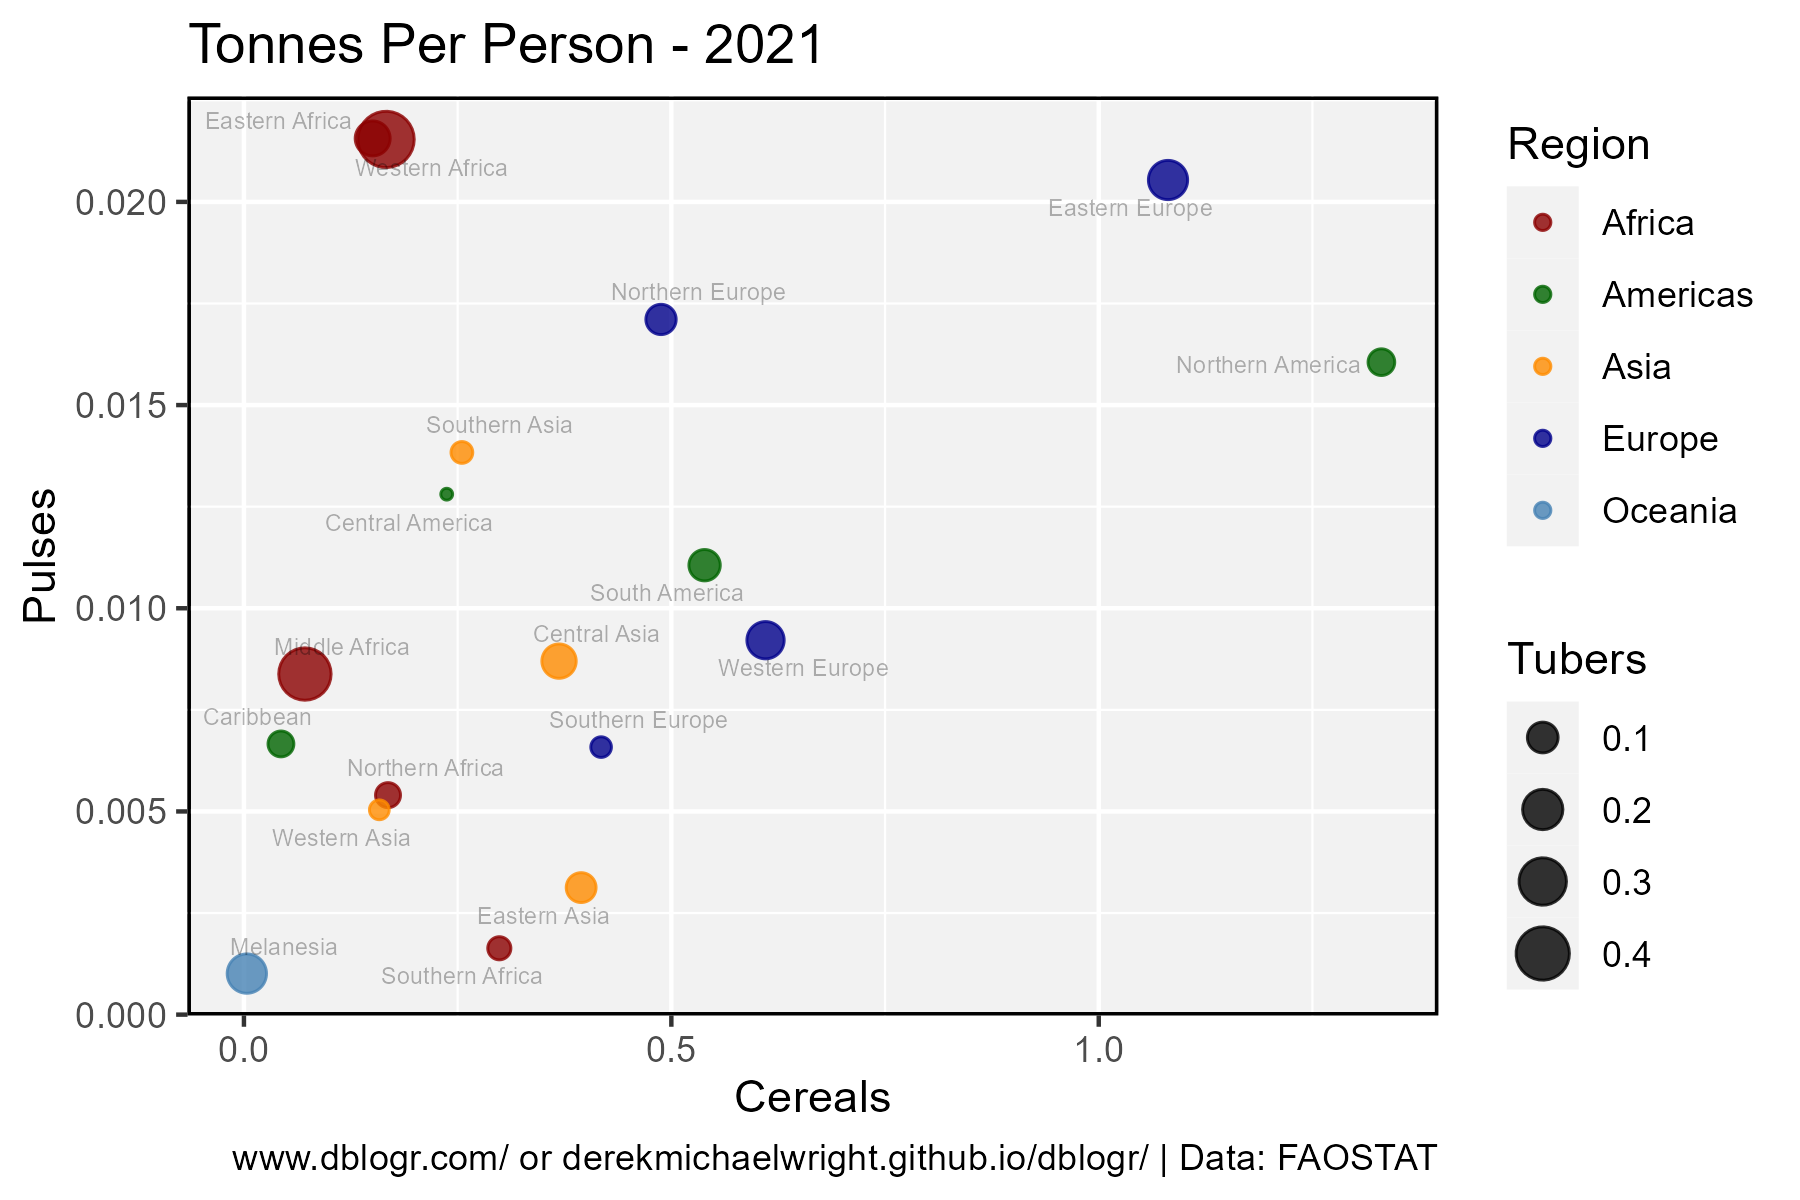 Tonnes Per Person - 2021
Eastern Africa
Western Africa
Eastern Europe
Northern Europe
Northern America
Southern Asia
Central America
South America
Central Asia
Middle Africa
Western Europe
Caribbean
Southern Europe
Northern Africa
Western Asia
Eastern Asia
Melanesia
Southern Africa
0.020
0.015
0.010
0.005
0.000
Pulses
0.0
0.5
1.0
Cereals
Region
Africa
Americas
Asia
Europe
Oceania
Tubers
0.1
0.2
0.3
0.4
www.dblogr.com/ or derekmichaelwright.github.io/dblogr/ | Data: FAOSTAT